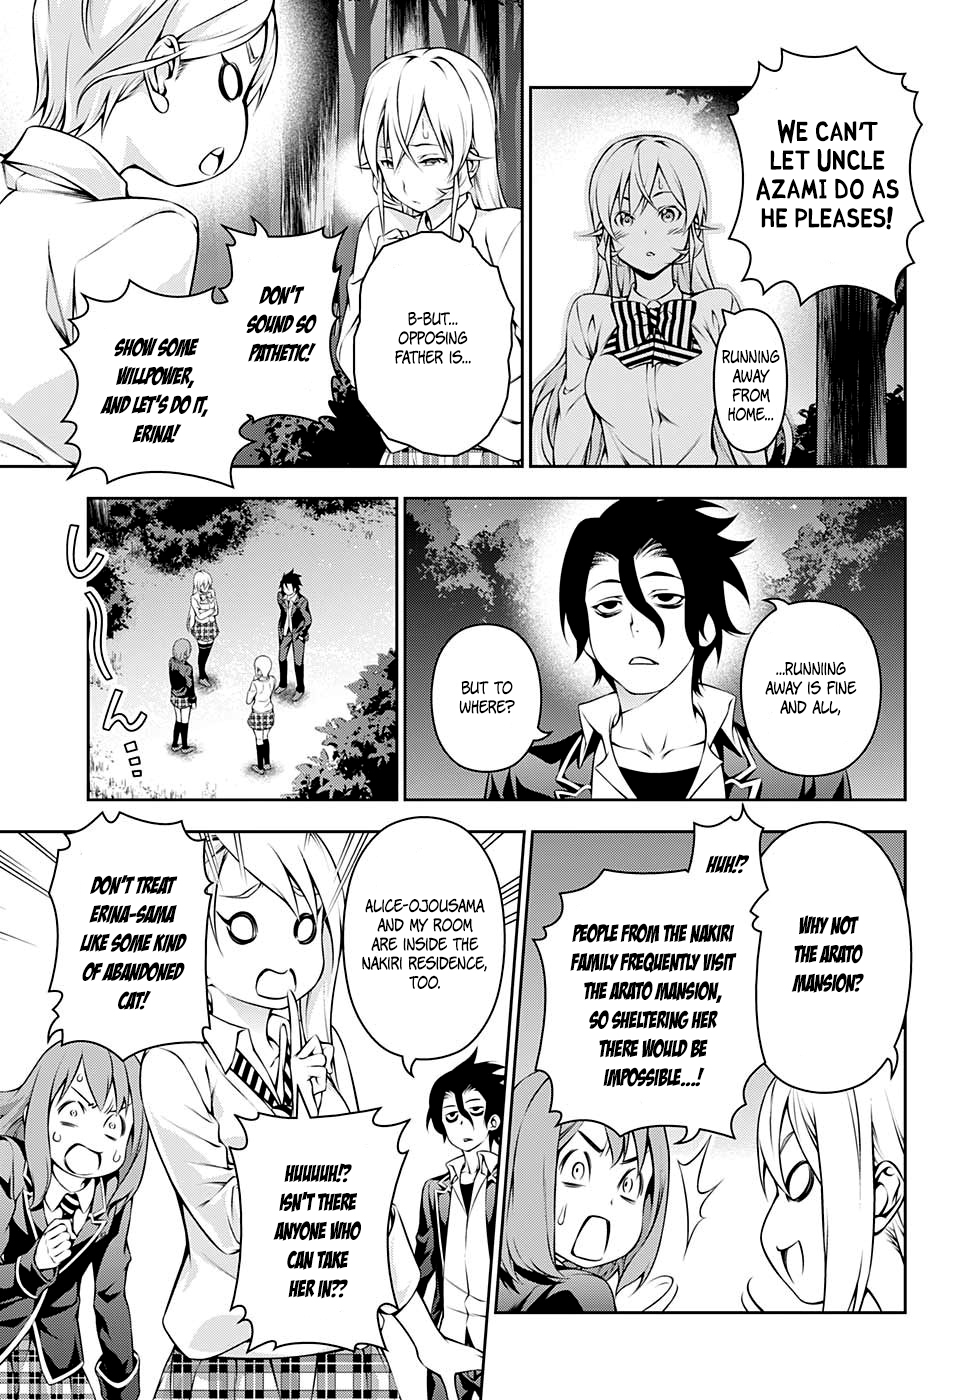 WE CAN'T
LET UNCLE
AZAMI DO AS
HE PLEASES!
RUNNING
AWAY
FROM
HOME...
B-BUT...
OPPOSING
FATHER IS...
DON'T
SOUND SO
PATHETIC!
SHOW SOME
WILLPOWER,
AND LET'S DO IT,
ERINA!
...RUNNIING
AWAY IS FINE
AND ALL,
BUT TO
WHERE?
しーん....
WHY NOT
THE ARATO
MANSION?
HUH!?
PEOPLE FROM THE NAKIRI
FAMILY FREQUENTLY VISIT
THE ARATO MANSION,
SO SHELTERING HER
THERE WOULD BE
IMPOSSIBLE...!
ALICE-OJOUSAMA
AND MY ROOM
ARE INSIDE THE
NAKIRI RESIDENCE,
TOO.
HUUUUH!?
ISN'T THERE
ANYONE WHO
CAN TAKE
HER IN??
DON'T TREAT
ERINA-SAMA
LIKE SOME KIND
OF ABANDONED
CAT!